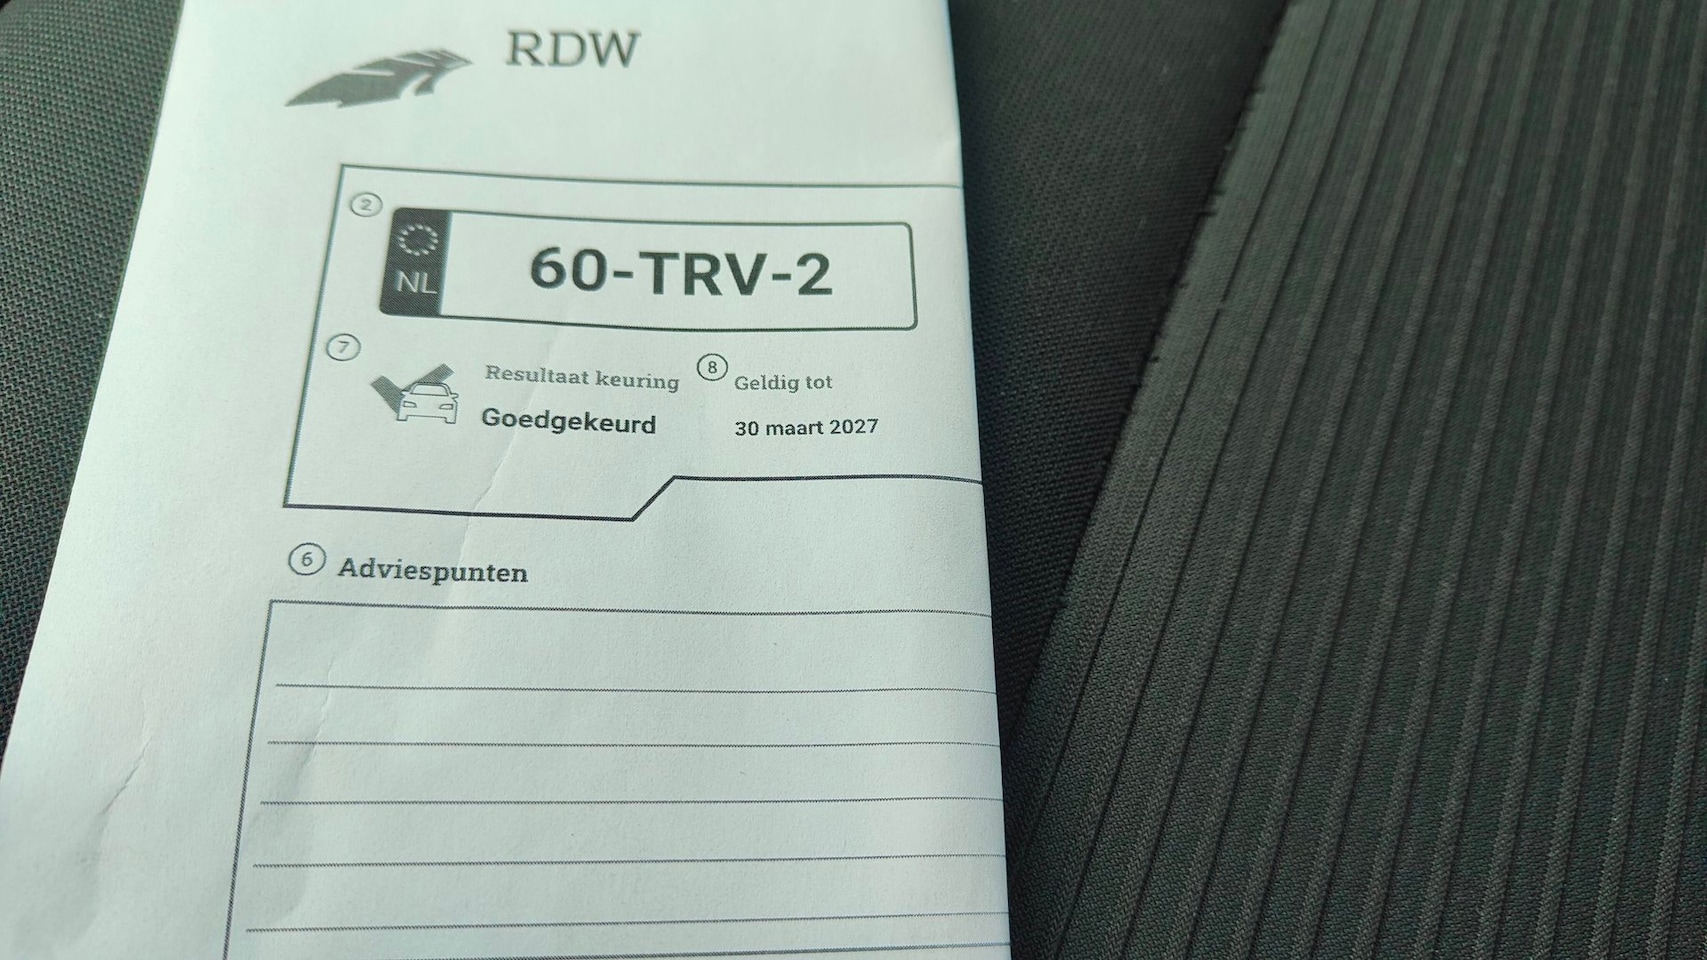 RDW
2
NL
60-TRV-2
7
Resultaat keuring
8
Geldig tot
Goedgekeurd
30 maart 2027
6 Adviespunten